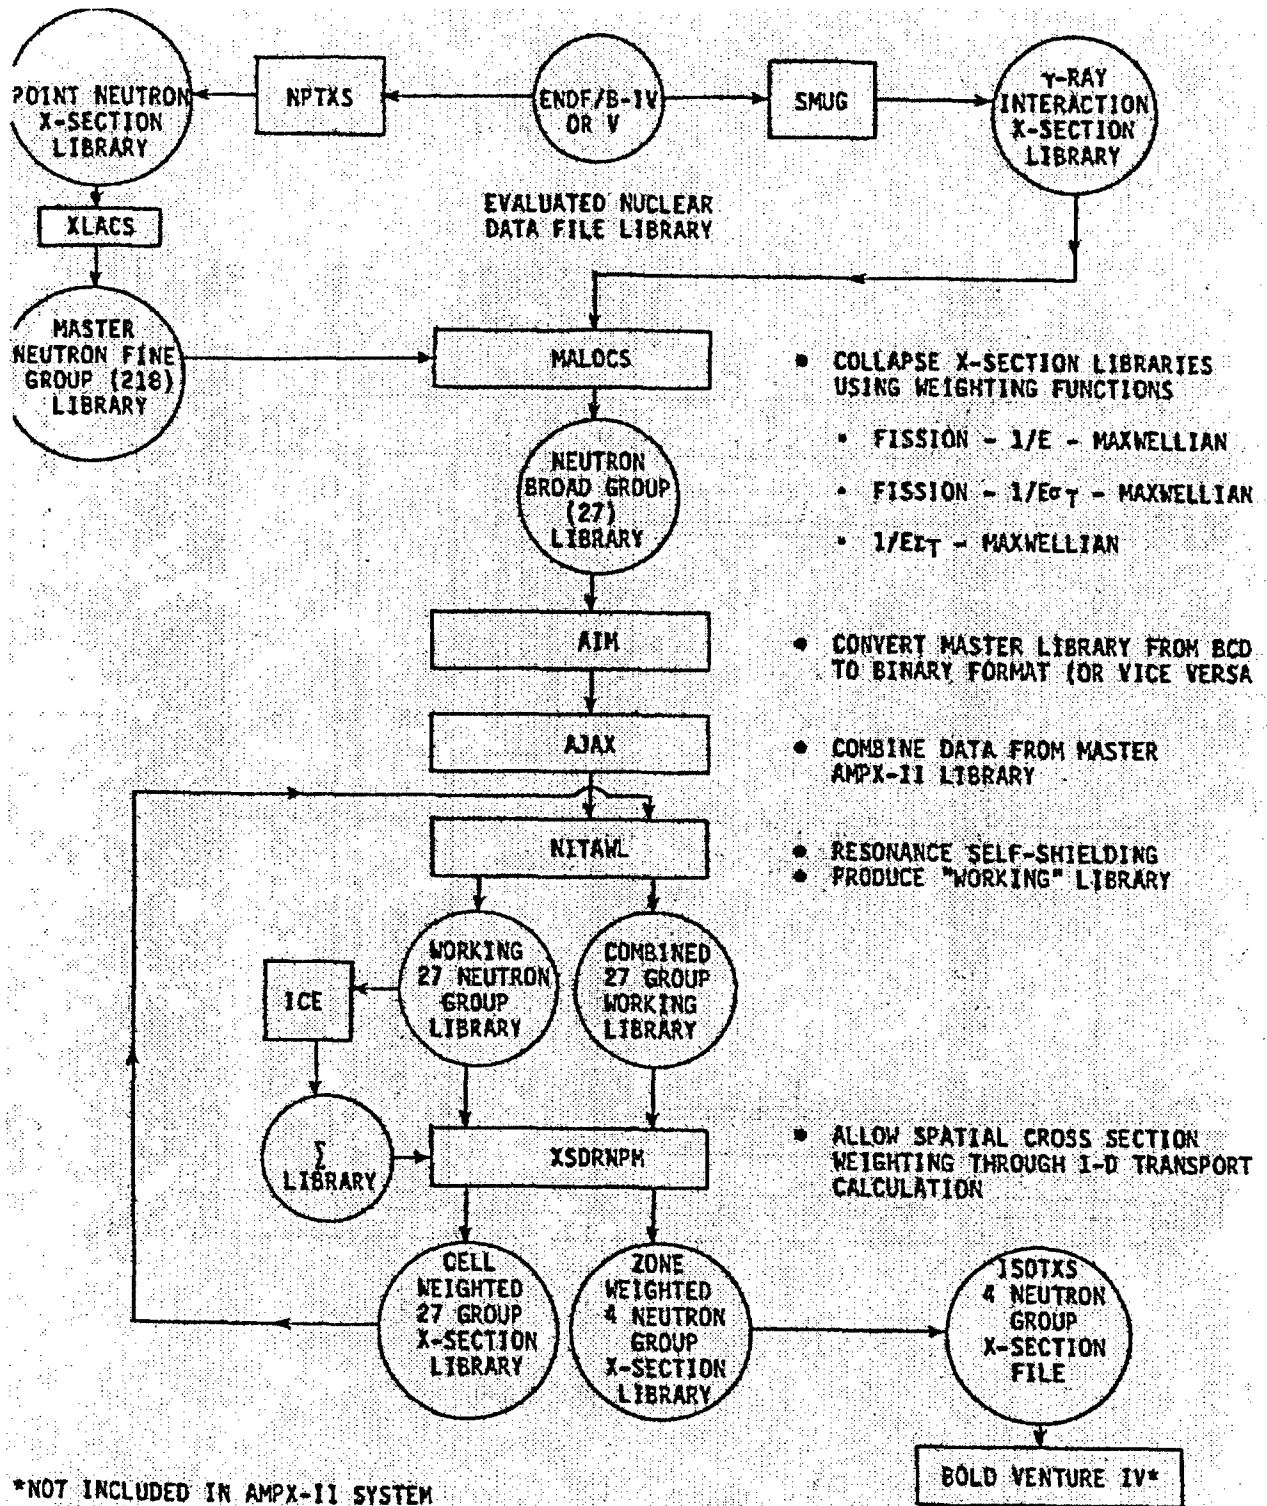 POINT NEUTRON
X-SECTION
LIBRARY
NPTXS
ENDF/B-IV
OR V
SMUG
γ-RAY
INTERACTION
X-SECTION
LIBRARY
EVALUATED NUCLEAR
DATA FILE LIBRARY
XLACS
MASTER
NEUTRON FINE
GROUP (218)
LIBRARY
MALOCS
• COLLAPSE X-SECTION LIBRARIES
USING WEIGHTING FUNCTIONS
• FISSION - 1/E - MAXWELLIAN
• FISSION - 1/EσT - MAXWELLIAN
• 1/EΣT - MAXWELLIAN
NEUTRON
BROAD GROUP
(27)
LIBRARY
AIM
• CONVERT MASTER LIBRARY FROM BCD
TO BINARY FORMAT (OR VICE VERSA
AJAX
• COMBINE DATA FROM MASTER
AMPX-II LIBRARY
NITAWL
• RESONANCE SELF-SHIELDING
• PRODUCE "WORKING" LIBRARY
WORKING
27 NEUTRON
GROUP
LIBRARY
COMBINED
27 GROUP
WORKING
LIBRARY
ICE
Σ
LIBRARY
XSDRNPM
• ALLOW SPATIAL CROSS SECTION
WEIGHTING THROUGH I-D TRANSPORT
CALCULATION
CELL
WEIGHTED
27 GROUP
X-SECTION
LIBRARY
ZONE
WEIGHTED
4 NEUTRON
GROUP
X-SECTION
LIBRARY
ISOTXS
4 NEUTRON
GROUP
X-SECTION
FILE
BOLD VENTURE IV*
*NOT INCLUDED IN AMPX-II SYSTEM